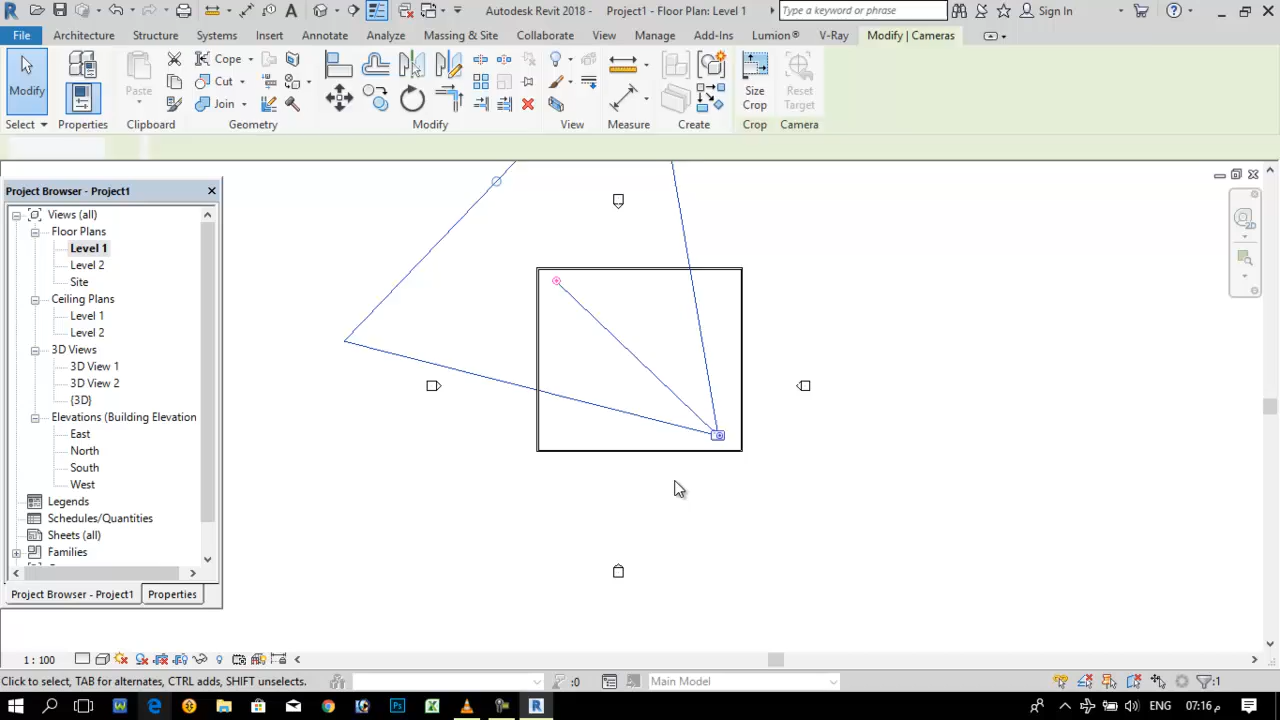 Autodesk Revit 2018 - Project1 - Floor Plan: Level 1
Type a keyword or phrase
Sign In
File Architecture Structure Systems Insert Annotate Analyze Massing & Site Collaborate View Manage Add-Ins Lumion® V-Ray Modify | Cameras
Modify
Paste
Cope
Cut
Join
Size Crop
Reset Target
Select Properties Clipboard Geometry Modify View Measure Create Crop Camera
Project Browser - Project1
Views (all)
Floor Plans
Level 1
Level 2
Site
Ceiling Plans
Level 1
Level 2
3D Views
3D View 1
3D View 2
{3D}
Elevations (Building Elevation
East
North
South
West
Legends
Schedules/Quantities
Sheets (all)
Families
Project Browser - Project1 Properties
2D
1 : 100
Click to select, TAB for alternates, CTRL adds, SHIFT unselects.
:0
Main Model
:1
07:16 م